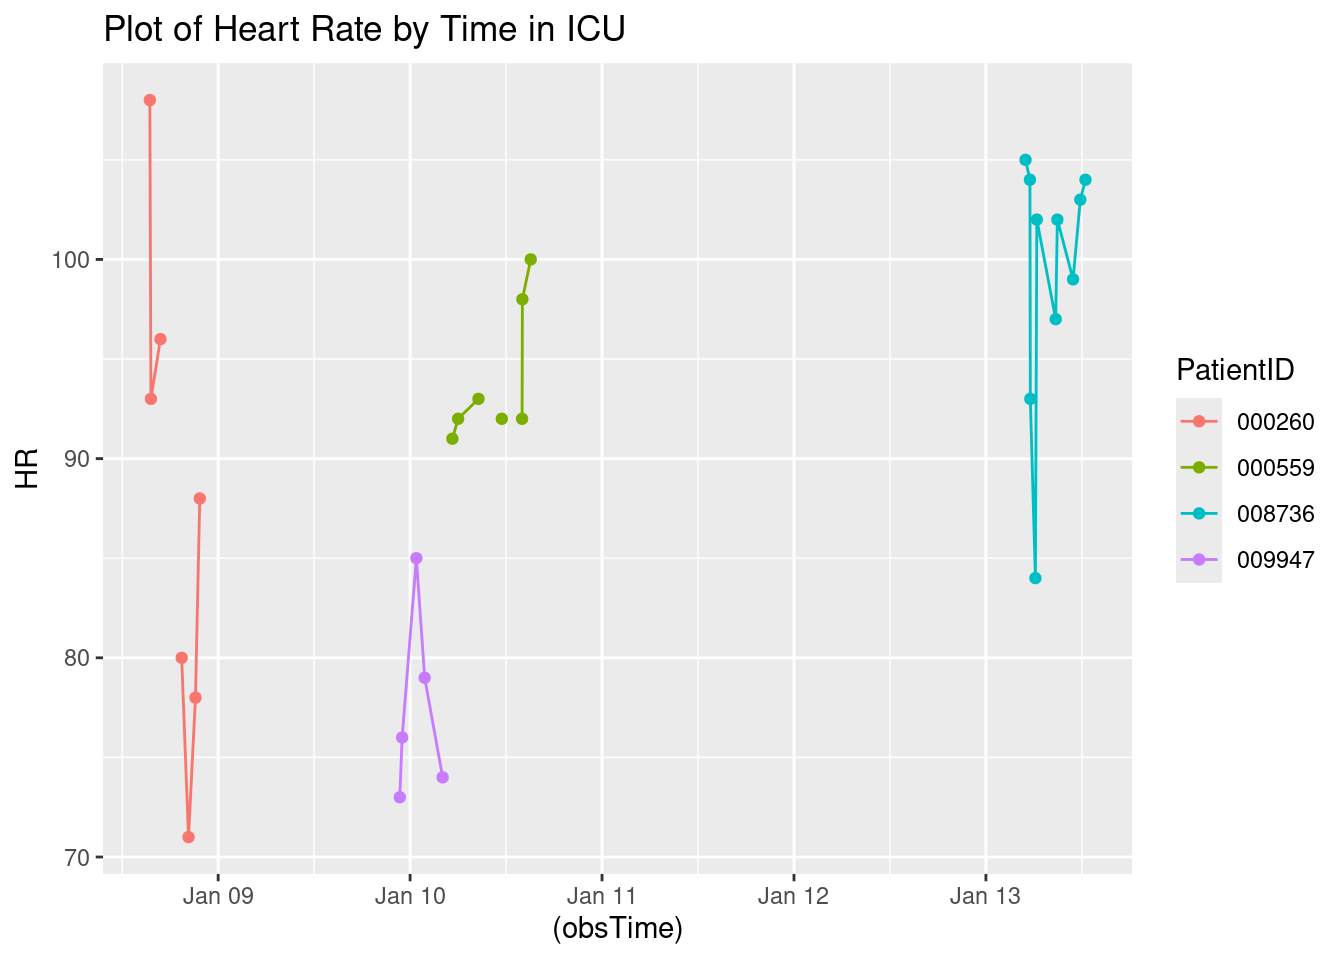 Plot of Heart Rate by Time in ICU
HR
100
90
80
70
Jan 09 Jan 10 Jan 11 Jan 12 Jan 13
(obsTime)
PatientID
000260
000559
008736
009947